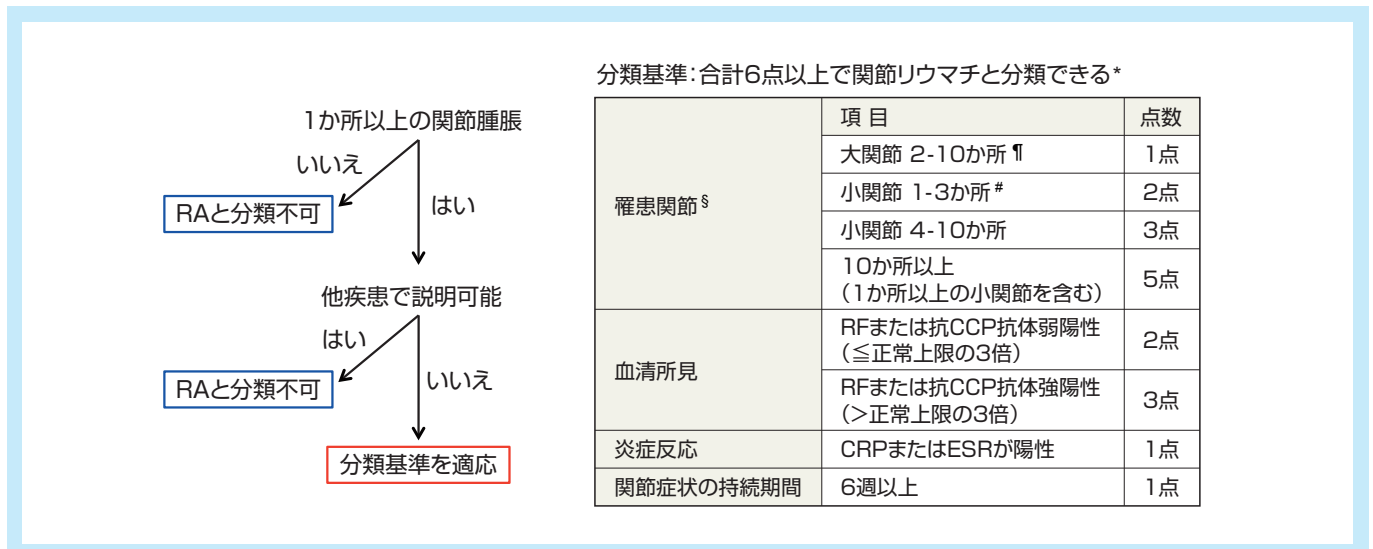 分類基準:合計6点以上で関節リウマチと分類できる*
1か所以上の関節腫脹
いいえ
はい
RAと分類不可
他疾患で説明可能
はい
いいえ
RAと分類不可
分類基準を適応
項 目 点数
罹患関節§
大関節 2-10か所¶ 1点
小関節 1-3か所# 2点
小関節 4-10か所 3点
10か所以上
(1か所以上の小関節を含む) 5点
血清所見
RFまたは抗CCP抗体弱陽性
(≦正常上限の3倍) 2点
RFまたは抗CCP抗体強陽性
(>正常上限の3倍) 3点
炎症反応 CRPまたはESRが陽性 1点
関節症状の持続期間 6週以上 1点